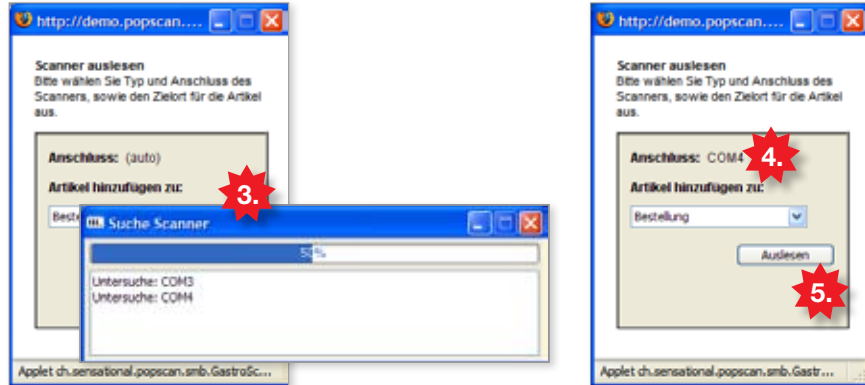 http://demo.popscan....
Scanner auslesen
Bitte wählen Sie Typ und Anschluss des
Scanners, sowie den Zielort für die Artikel
aus.
Anschluss: (auto)
Artikel hinzufügen zu:
3.
Suche Scanner
50%
Untersuche: COM3
Untersuche: COM4
Applet ch.sensational.popscan.smb.GastroSc...
http://demo.popscan....
Scanner auslesen
Bitte wählen Sie Typ und Anschluss des
Scanners, sowie den Zielort für die Artikel
aus.
Anschluss: COM4
4.
Artikel hinzufügen zu:
Bestellung
Auslesen
5.
Applet ch.sensational.popscan.smb.Gastr...